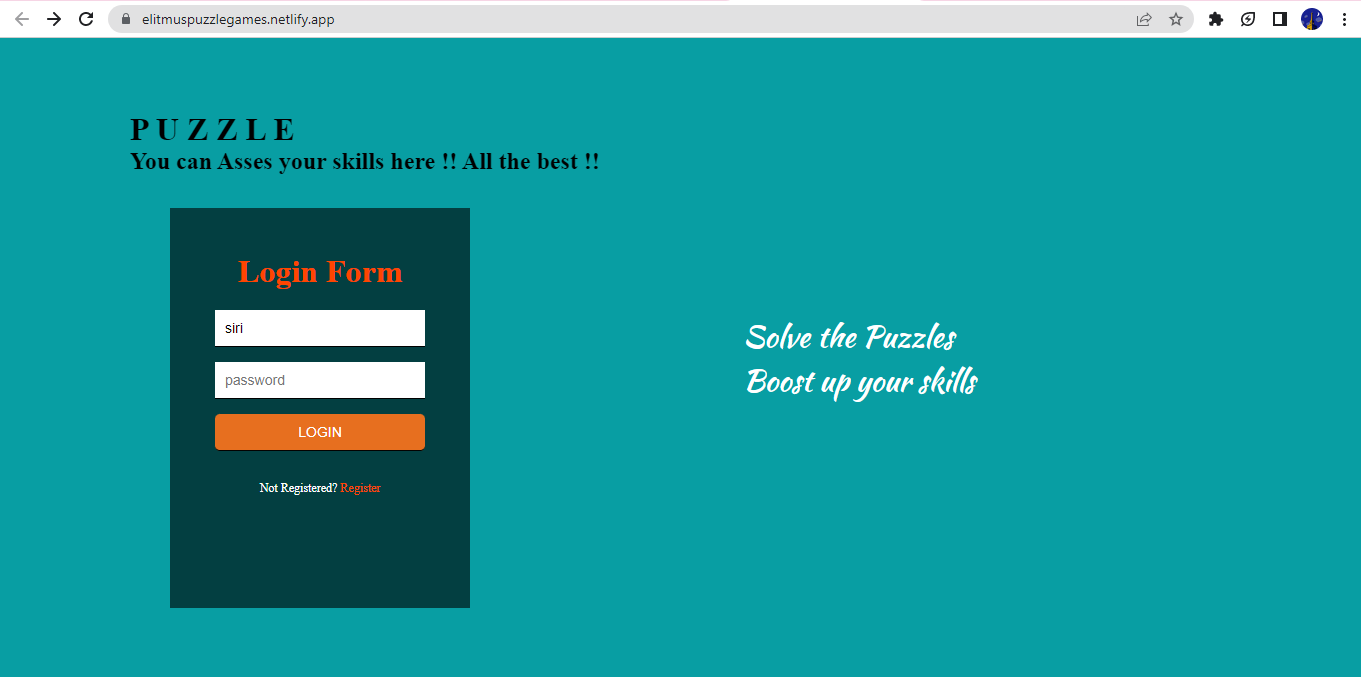 elitmuspuzzlegames.netlify.app
P U Z Z L E
You can Asses your skills here !! All the best !!
Login Form
siri
password
LOGIN
Not Registered? Register
Solve the Puzzles
Boost up your skills